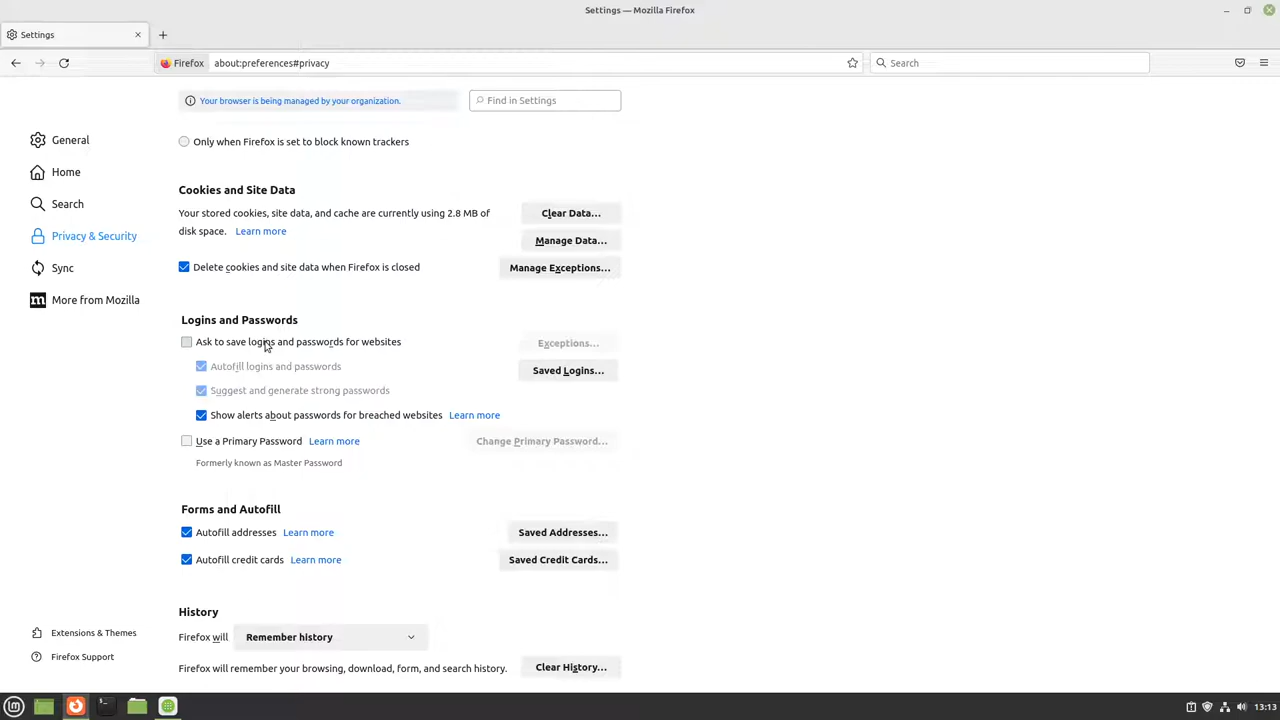 Settings — Mozilla Firefox
Settings
Firefox
about:preferences#privacy
Search
Your browser is being managed by your organization.
Find in Settings
General
Home
Search
Privacy & Security
Sync
More from Mozilla
Extensions & Themes
Firefox Support
Only when Firefox is set to block known trackers
Cookies and Site Data
Your stored cookies, site data, and cache are currently using 2.8 MB of
disk space. Learn more
Clear Data...
Manage Data...
Delete cookies and site data when Firefox is closed
Manage Exceptions...
Logins and Passwords
Ask to save logins and passwords for websites
Exceptions...
Autofill logins and passwords
Saved Logins...
Suggest and generate strong passwords
Show alerts about passwords for breached websites Learn more
Use a Primary Password Learn more
Change Primary Password...
Formerly known as Master Password
Forms and Autofill
Autofill addresses Learn more
Saved Addresses...
Autofill credit cards Learn more
Saved Credit Cards...
History
Firefox will Remember history
Firefox will remember your browsing, download, form, and search history.
Clear History...
13:13